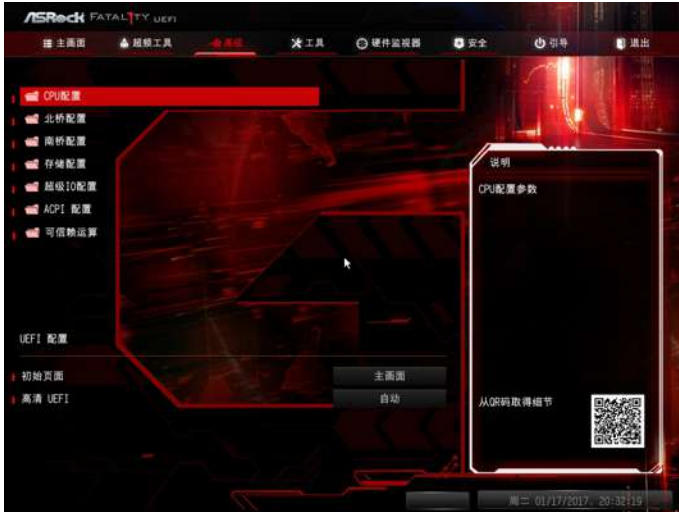 ASRock FATAL1TY UEFI
主画面 超频工具 高级 工具 硬件监视器 安全 引导 退出
CPU配置
北桥配置
南桥配置
存储配置
超级IO配置
ACPI 配置
可信赖运算
UEFI 配置
初始页面 主画面
高清 UEFI 自动
说明
CPU配置参数
从QR码取得细节
周二 01/17/2017. 20:32:19